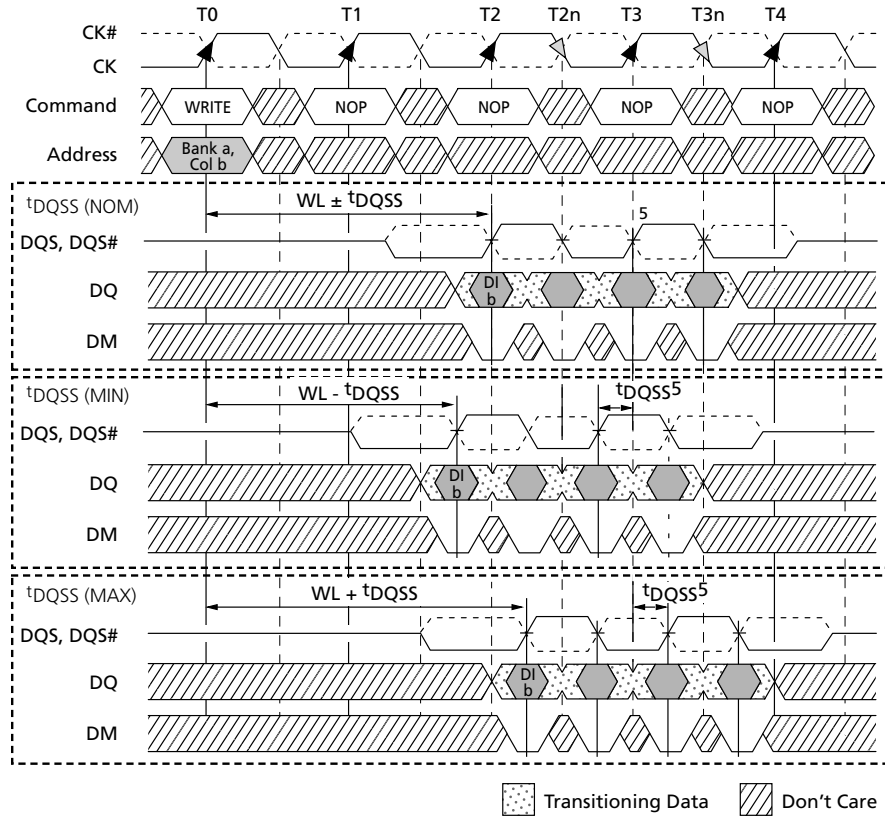 T0 T1 T2 T2n T3 T3n T4
CK#
CK
Command WRITE NOP NOP NOP NOP
Address Bank a,
Col b
tDQSS (NOM) WL ± tDQSS
5
DQS, DQS#
DQ DI
b
DM
tDQSS (MIN) WL - tDQSS tDQSS5
DQS, DQS#
DQ DI
b
DM
tDQSS (MAX) WL + tDQSS tDQSS5
DQS, DQS#
DQ DI
b
DM
Transitioning Data Don't Care